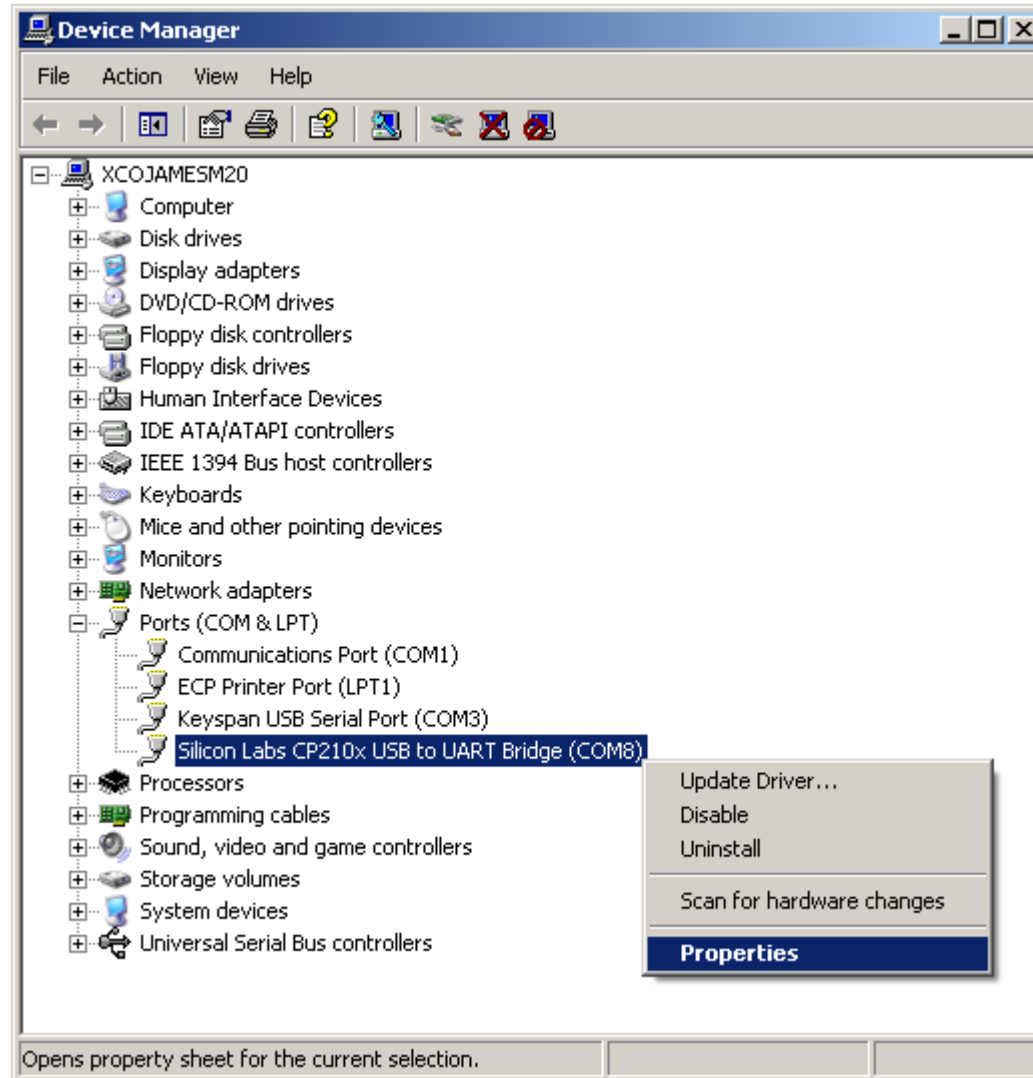 Device Manager
File Action View Help
XCOJAMESM20
Computer
Disk drives
Display adapters
DVD/CD-ROM drives
Floppy disk controllers
Floppy disk drives
Human Interface Devices
IDE ATA/ATAPI controllers
IEEE 1394 Bus host controllers
Keyboards
Mice and other pointing devices
Monitors
Network adapters
Ports (COM & LPT)
Communications Port (COM1)
ECP Printer Port (LPT1)
Keyspan USB Serial Port (COM3)
Silicon Labs CP210x USB to UART Bridge (COM8)
Processors
Programming cables
Sound, video and game controllers
Storage volumes
System devices
Universal Serial Bus controllers
Update Driver...
Disable
Uninstall
Scan for hardware changes
Properties
Opens property sheet for the current selection.